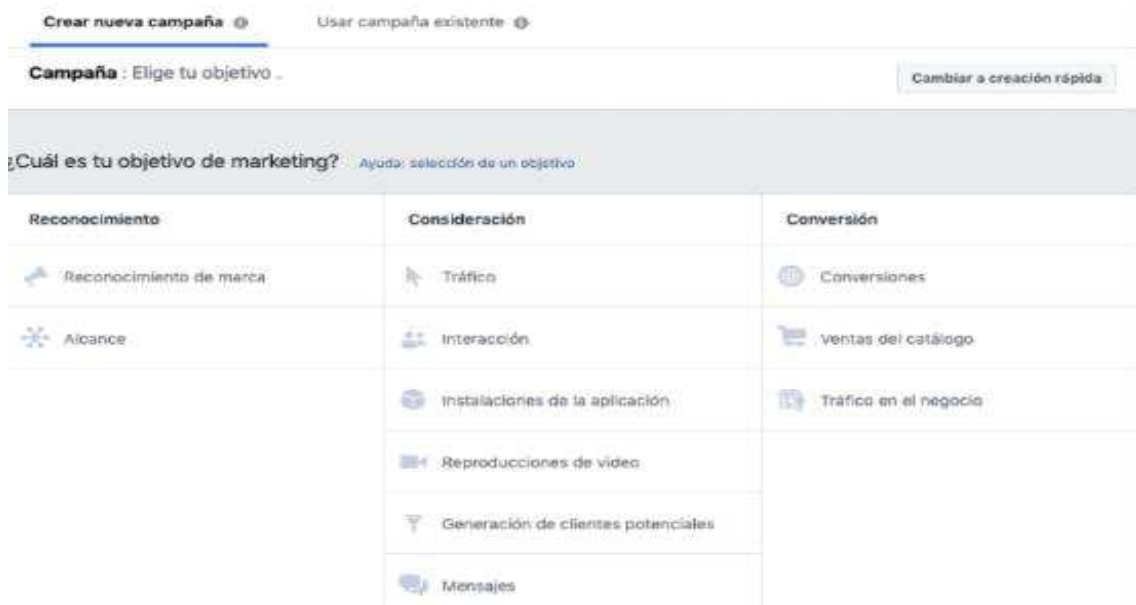 Crear nueva campaña
Usar campaña existente
Campaña : Elige tu objetivo .
Cambiar a creación rápida
¿Cuál es tu objetivo de marketing? Ayuda: selección de un objetivo
Reconocimiento
Consideración
Conversión
Reconocimiento de marca
Tráfico
Conversiones
Alcance
Interacción
Ventas del catálogo
Instalaciones de la aplicación
Tráfico en el negocio
Reproducciones de video
Generación de clientes potenciales
Mensajes